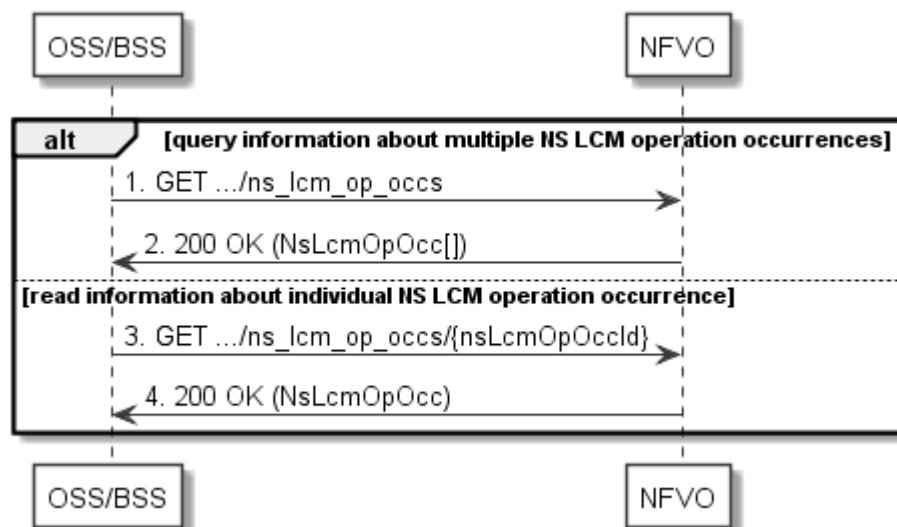 OSS/BSS
NFVO
alt [query information about multiple NS LCM operation occurrences]
1. GET .../ns_lcm_op_occs
2. 200 OK (NsLcmOpOcc[])
[read information about individual NS LCM operation occurrence]
3. GET .../ns_lcm_op_occs/{nsLcmOpOccId}
4. 200 OK (NsLcmOpOcc)
OSS/BSS
NFVO